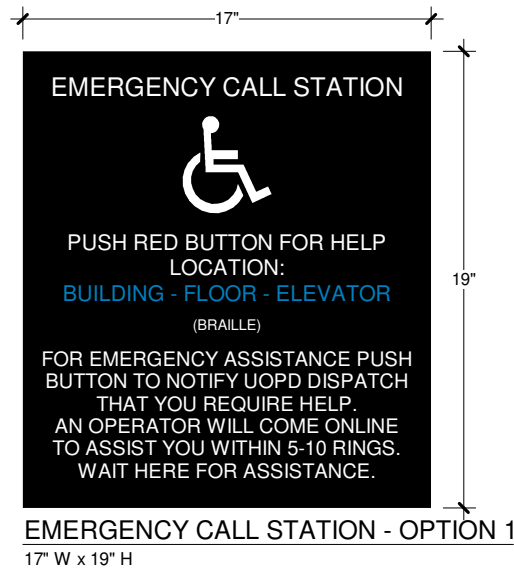 17"
EMERGENCY CALL STATION
PUSH RED BUTTON FOR HELP
LOCATION:
BUILDING - FLOOR - ELEVATOR
(BRAILLE)
19"
FOR EMERGENCY ASSISTANCE PUSH
BUTTON TO NOTIFY UOPD DISPATCH
THAT YOU REQUIRE HELP.
AN OPERATOR WILL COME ONLINE
TO ASSIST YOU WITHIN 5-10 RINGS.
WAIT HERE FOR ASSISTANCE.
EMERGENCY CALL STATION - OPTION 1
17" W x 19" H